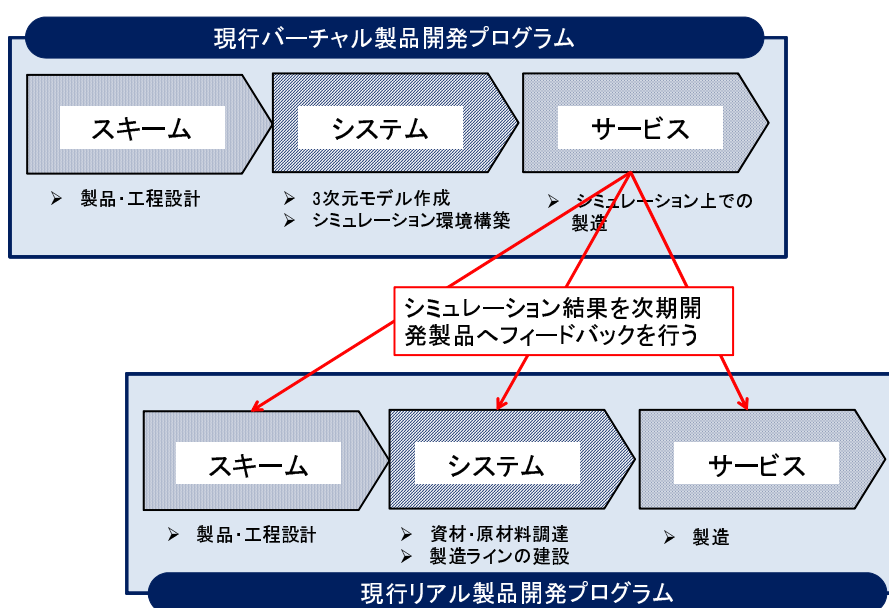 現行バーチャル製品開発プログラム
スキーム
システム
サービス
➢ 製品・工程設計
➢ 3次元モデル作成
➢ シミュレーション環境構築
➢ シミュレーション上での
製造
シミュレーション結果を次期開
発製品へフィードバックを行う
スキーム
システム
サービス
➢ 製品・工程設計
➢ 資材・原材料調達
➢ 製造ラインの建設
➢ 製造
現行リアル製品開発プログラム